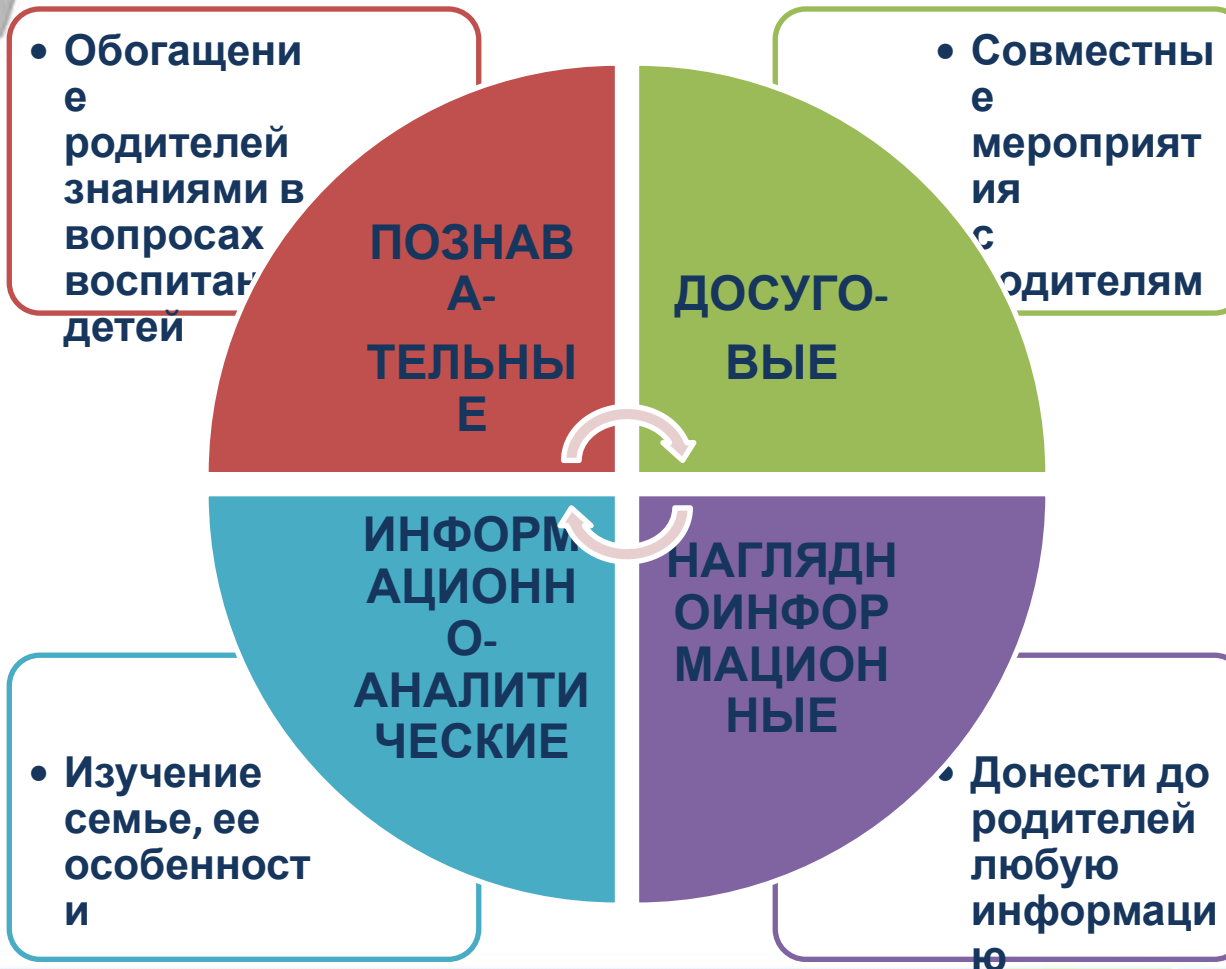 • Обогащени
е
родителей
знаниями в
вопросах
воспитан
детей
• Совместны
е
мероприят
ия
с
одителям
ПОЗНАВ
А-
ТЕЛЬНЫ
Е
ДОСУГО-
ВЫЕ
ИНФОРМ
АЦИОНН
О-
АНАЛИТИ
ЧЕСКИЕ
НАГЛЯДН
ОИНФОР
МАЦИОН
НЫЕ
• Изучение
семье, ее
особенност
и
• Донести до
родителей
любую
информаци
ю